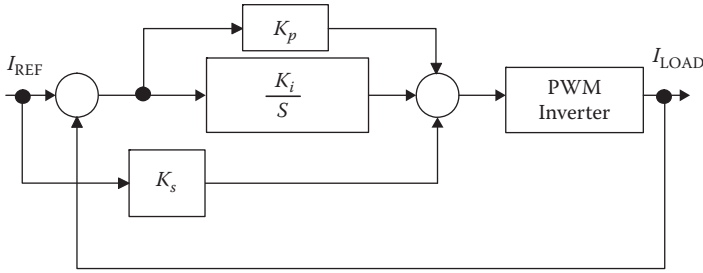 K_p
I_REF
K_i
S
PWM
Inverter
I_LOAD
K_s